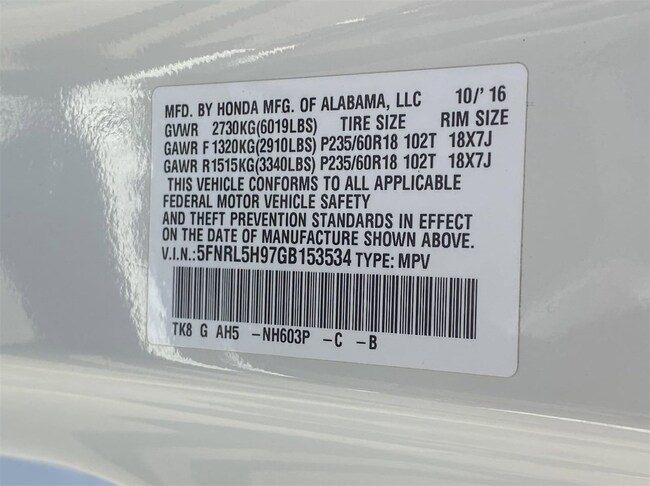 MFD. BY HONDA MFG. OF ALABAMA, LLC 10/' 16
GVWR 2730KG(6019LBS) TIRE SIZE RIM SIZE
GAWR F 1320KG(2910LBS) P235/60R18 102T 18X7J
GAWR R1515KG(3340LBS) P235/60R18 102T 18X7J
THIS VEHICLE CONFORMS TO ALL APPLICABLE
FEDERAL MOTOR VEHICLE SAFETY
AND THEFT PREVENTION STANDARDS IN EFFECT
ON THE DATE OF MANUFACTURE SHOWN ABOVE.
V.I.N.:5FNRL5H97GB153534 TYPE: MPV
TK8 G AH5 -NH603P -C -B